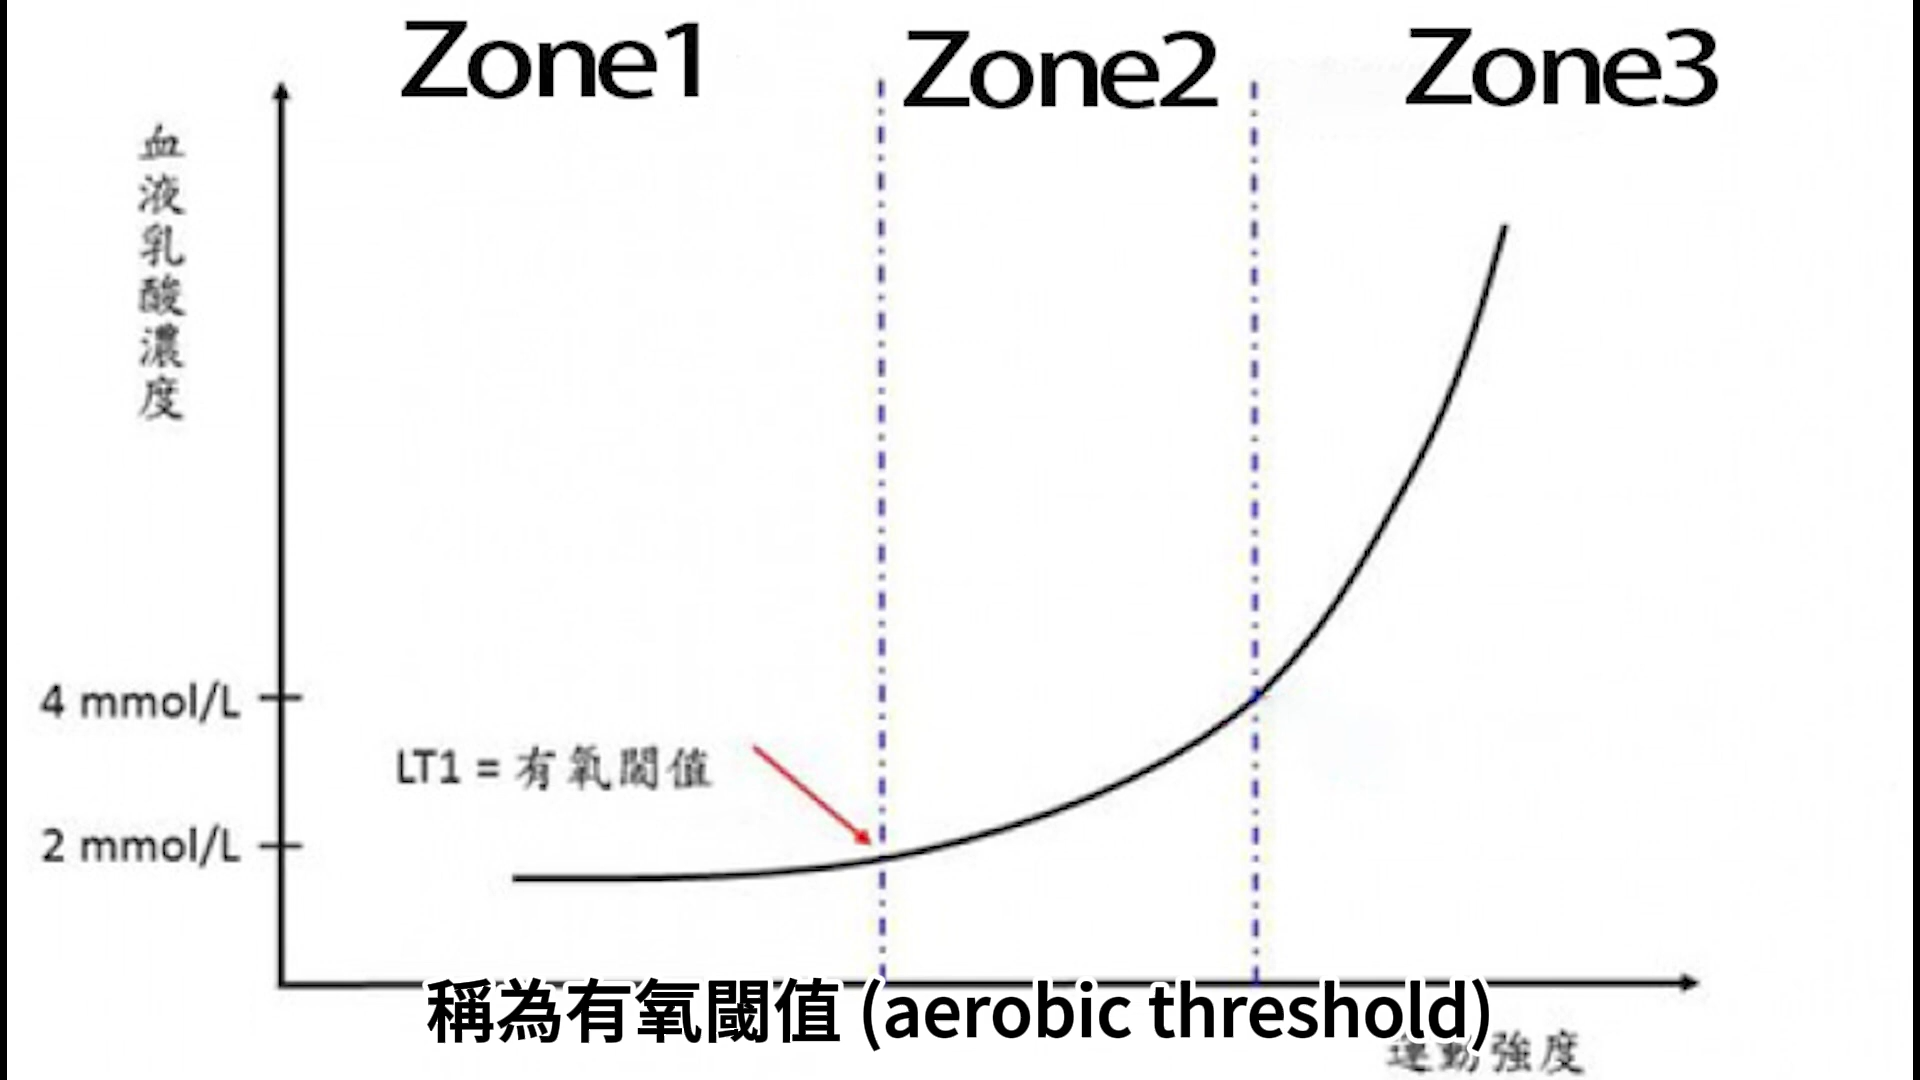 Zone1 Zone2 Zone3
血液乳酸濃度
4 mmol/L
LT1 = 有氧閾值
2 mmol/L
稱為有氧閾值 (aerobic threshold)
運動強度